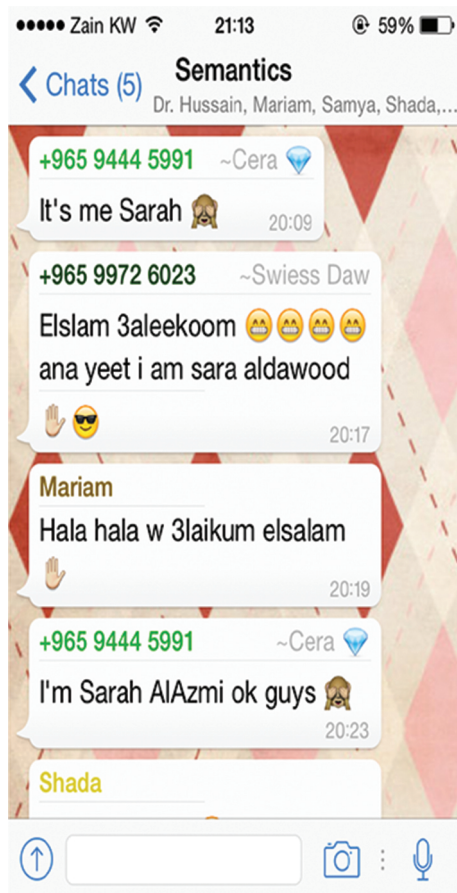 Zain KW 21:13 59%
Chats (5) Semantics
Dr. Hussain, Mariam, Samya, Shada,...
+965 9444 5991 ~Cera 💎
It's me Sarah 🙈
20:09
+965 9972 6023 ~Swiess Daw
Elslam 3aleekoom 😁😁😁😁
ana yeet i am sara aldawood
✋😎
20:17
Mariam
Hala hala w 3laikum elsalam
✋
20:19
+965 9444 5991 ~Cera 💎
I'm Sarah AlAzmi ok guys 🙈
20:23
Shada